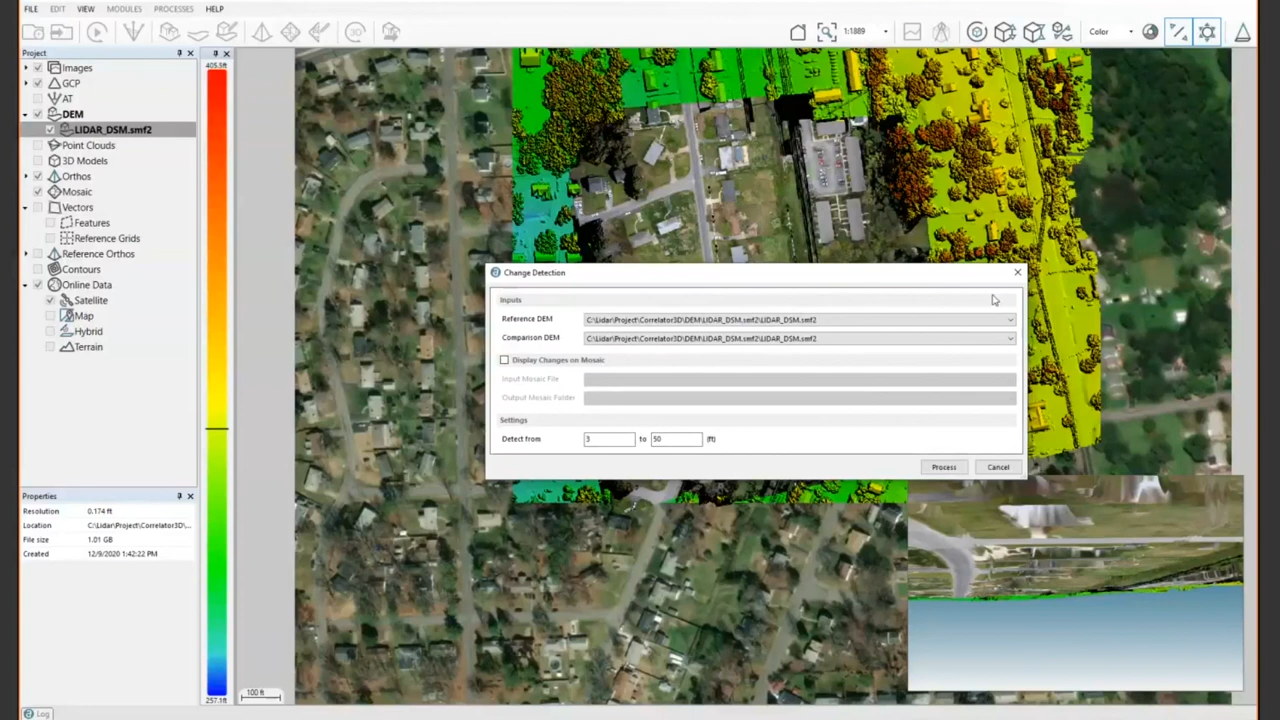 FILE EDIT VIEW MODULES PROCESSES HELP
1:1889
Color
Project
Images
GCP
AT
DEM
LIDAR_DSM.smf2
Point Clouds
3D Models
Orthos
Mosaic
Vectors
Features
Reference Grids
Reference Orthos
Contours
Online Data
Satellite
Map
Hybrid
Terrain
405.5ft
257.1ft
Properties
Resolution 0.174 ft
Location C:\Lidar\Project\Correlator3D\...
File size 1.01 GB
Created 12/9/2020 1:42:22 PM
Change Detection
Inputs
Reference DEM C:\Lidar\Project\Correlator3D\DEM\LIDAR_DSM.smf2\LIDAR_DSM.smf2
Comparison DEM C:\Lidar\Project\Correlator3D\DEM\LIDAR_DSM.smf2\LIDAR_DSM.smf2
Display Changes on Mosaic
Input Mosaic File
Output Mosaic Folder
Settings
Detect from 3 to 50 (ft)
Process Cancel
100 ft
Log